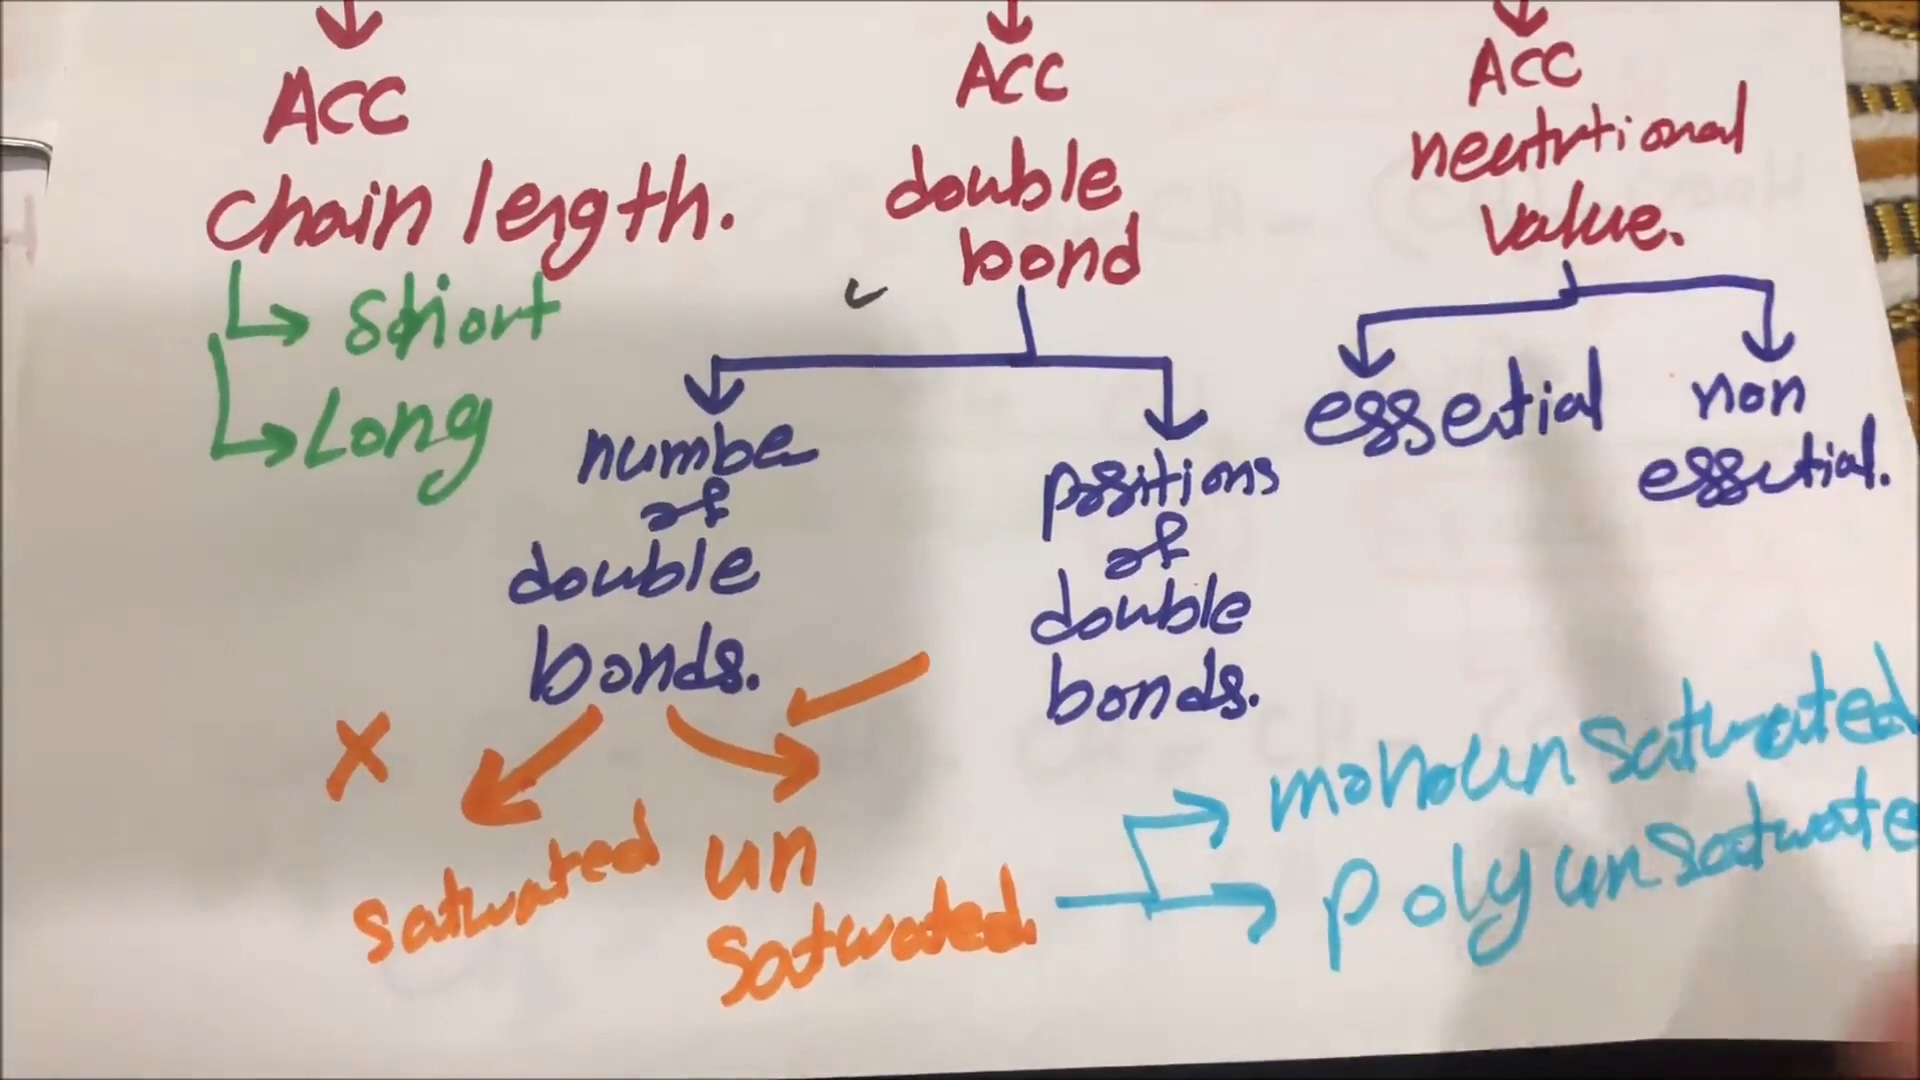 ACC
chain length.
Short
Long
ACC
double
bond
number
of
double
bonds.
positions
of
double
bonds.
ACC
neutrtional
value.
essential
non
essential.
X
saturated
un
saturated.
monounsaturated
polyunsaturate